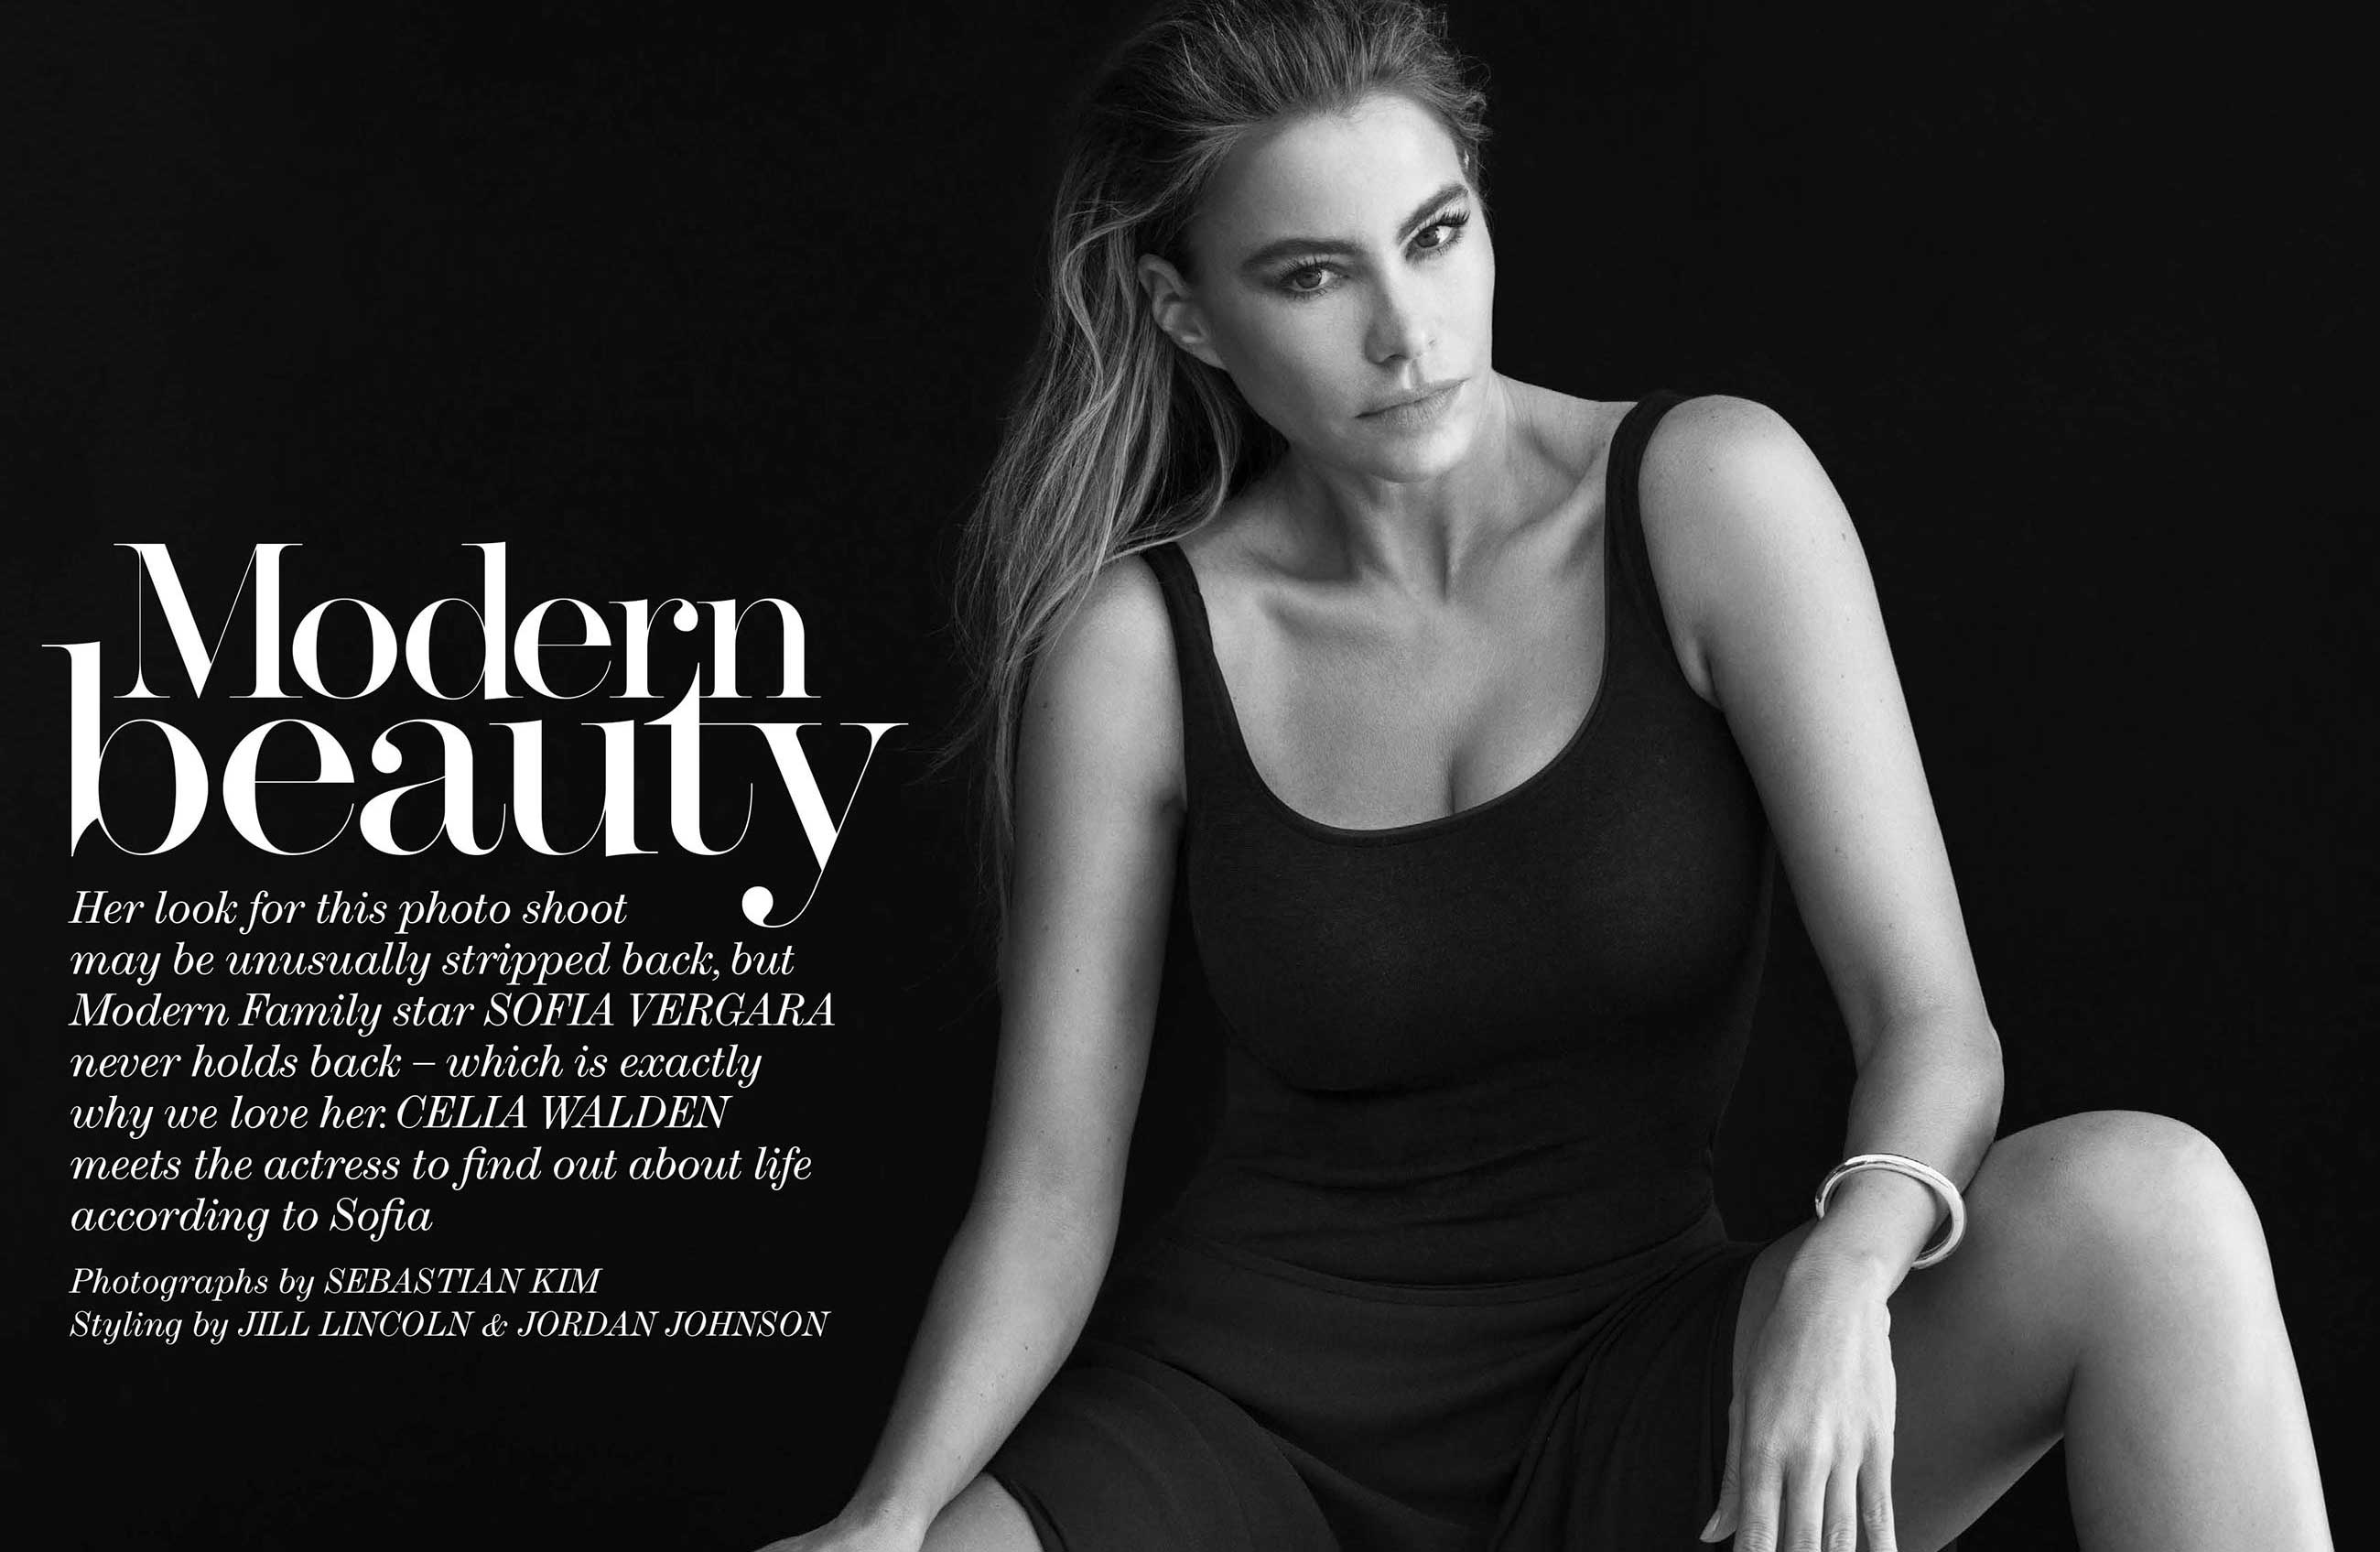 Modern
beauty
Her look for this photo shoot
may be unusually stripped back, but
Modern Family star SOFIA VERGARA
never holds back – which is exactly
why we love her. CELIA WALDEN
meets the actress to find out about life
according to Sofia
Photographs by SEBASTIAN KIM
Styling by JILL LINCOLN & JORDAN JOHNSON